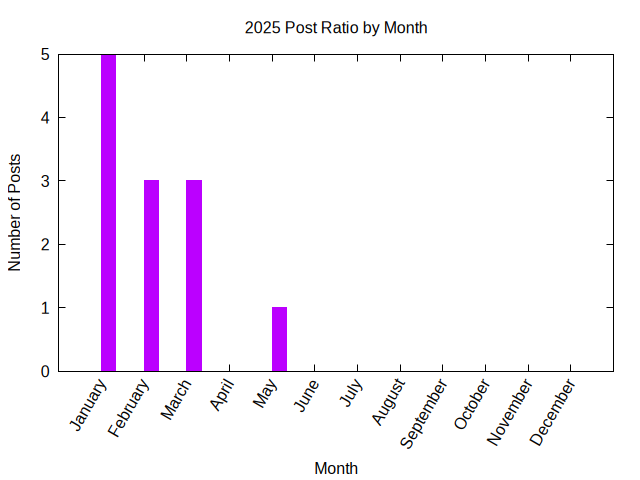 2025 Post Ratio by Month
Number of Posts
5
4
3
2
1
0
January
February
March
April
May
June
July
August
September
October
November
December
Month